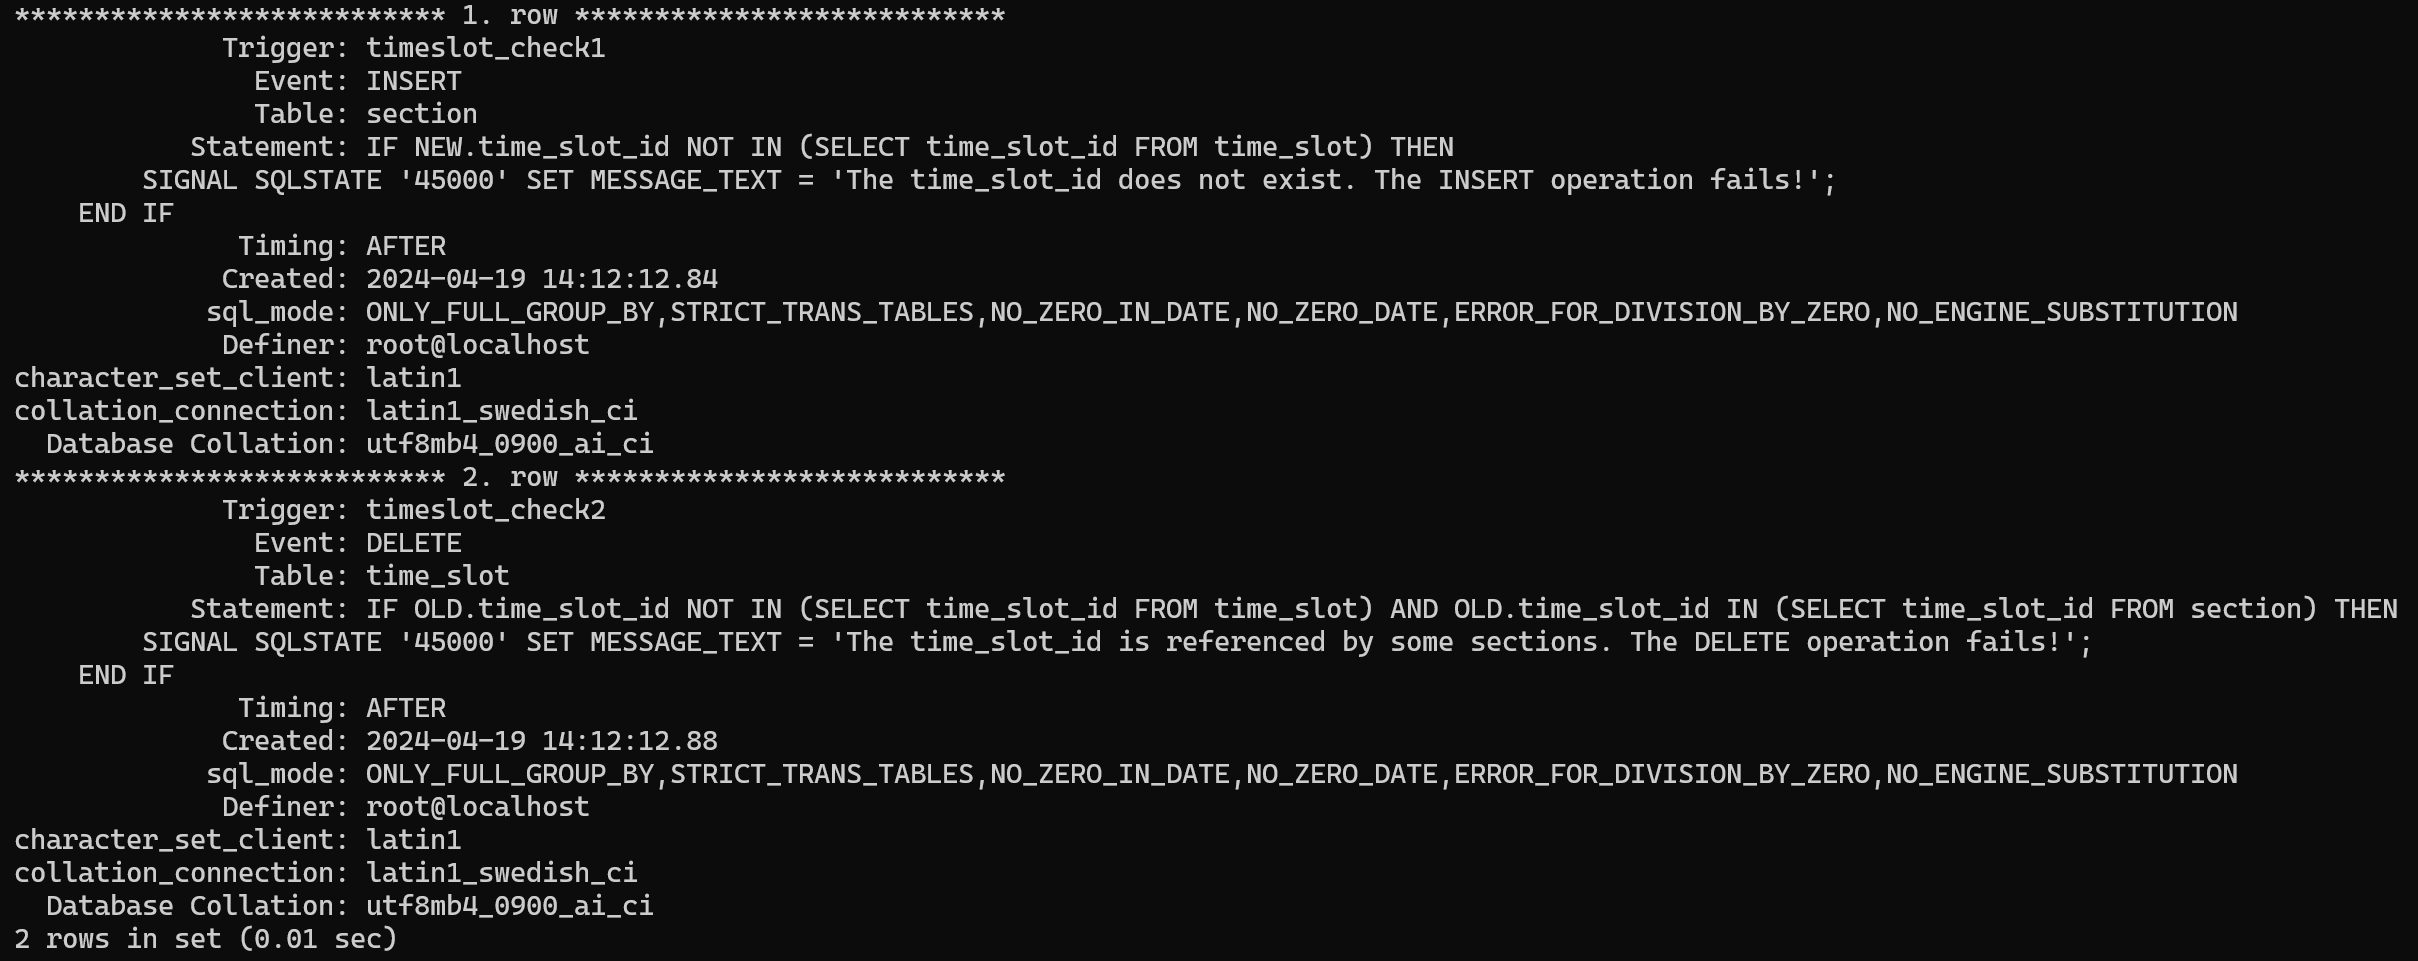 *************************** 1. row ***************************
             Trigger: timeslot_check1
               Event: INSERT
               Table: section
           Statement: IF NEW.time_slot_id NOT IN (SELECT time_slot_id FROM time_slot) THEN
        SIGNAL SQLSTATE '45000' SET MESSAGE_TEXT = 'The time_slot_id does not exist. The INSERT operation fails!';
    END IF
              Timing: AFTER
             Created: 2024-04-19 14:12:12.84
            sql_mode: ONLY_FULL_GROUP_BY,STRICT_TRANS_TABLES,NO_ZERO_IN_DATE,NO_ZERO_DATE,ERROR_FOR_DIVISION_BY_ZERO,NO_ENGINE_SUBSTITUTION
             Definer: root@localhost
character_set_client: latin1
collation_connection: latin1_swedish_ci
  Database Collation: utf8mb4_0900_ai_ci
*************************** 2. row ***************************
             Trigger: timeslot_check2
               Event: DELETE
               Table: time_slot
           Statement: IF OLD.time_slot_id NOT IN (SELECT time_slot_id FROM time_slot) AND OLD.time_slot_id IN (SELECT time_slot_id FROM section) THEN
        SIGNAL SQLSTATE '45000' SET MESSAGE_TEXT = 'The time_slot_id is referenced by some sections. The DELETE operation fails!';
    END IF
              Timing: AFTER
             Created: 2024-04-19 14:12:12.88
            sql_mode: ONLY_FULL_GROUP_BY,STRICT_TRANS_TABLES,NO_ZERO_IN_DATE,NO_ZERO_DATE,ERROR_FOR_DIVISION_BY_ZERO,NO_ENGINE_SUBSTITUTION
             Definer: root@localhost
character_set_client: latin1
collation_connection: latin1_swedish_ci
  Database Collation: utf8mb4_0900_ai_ci
2 rows in set (0.01 sec)